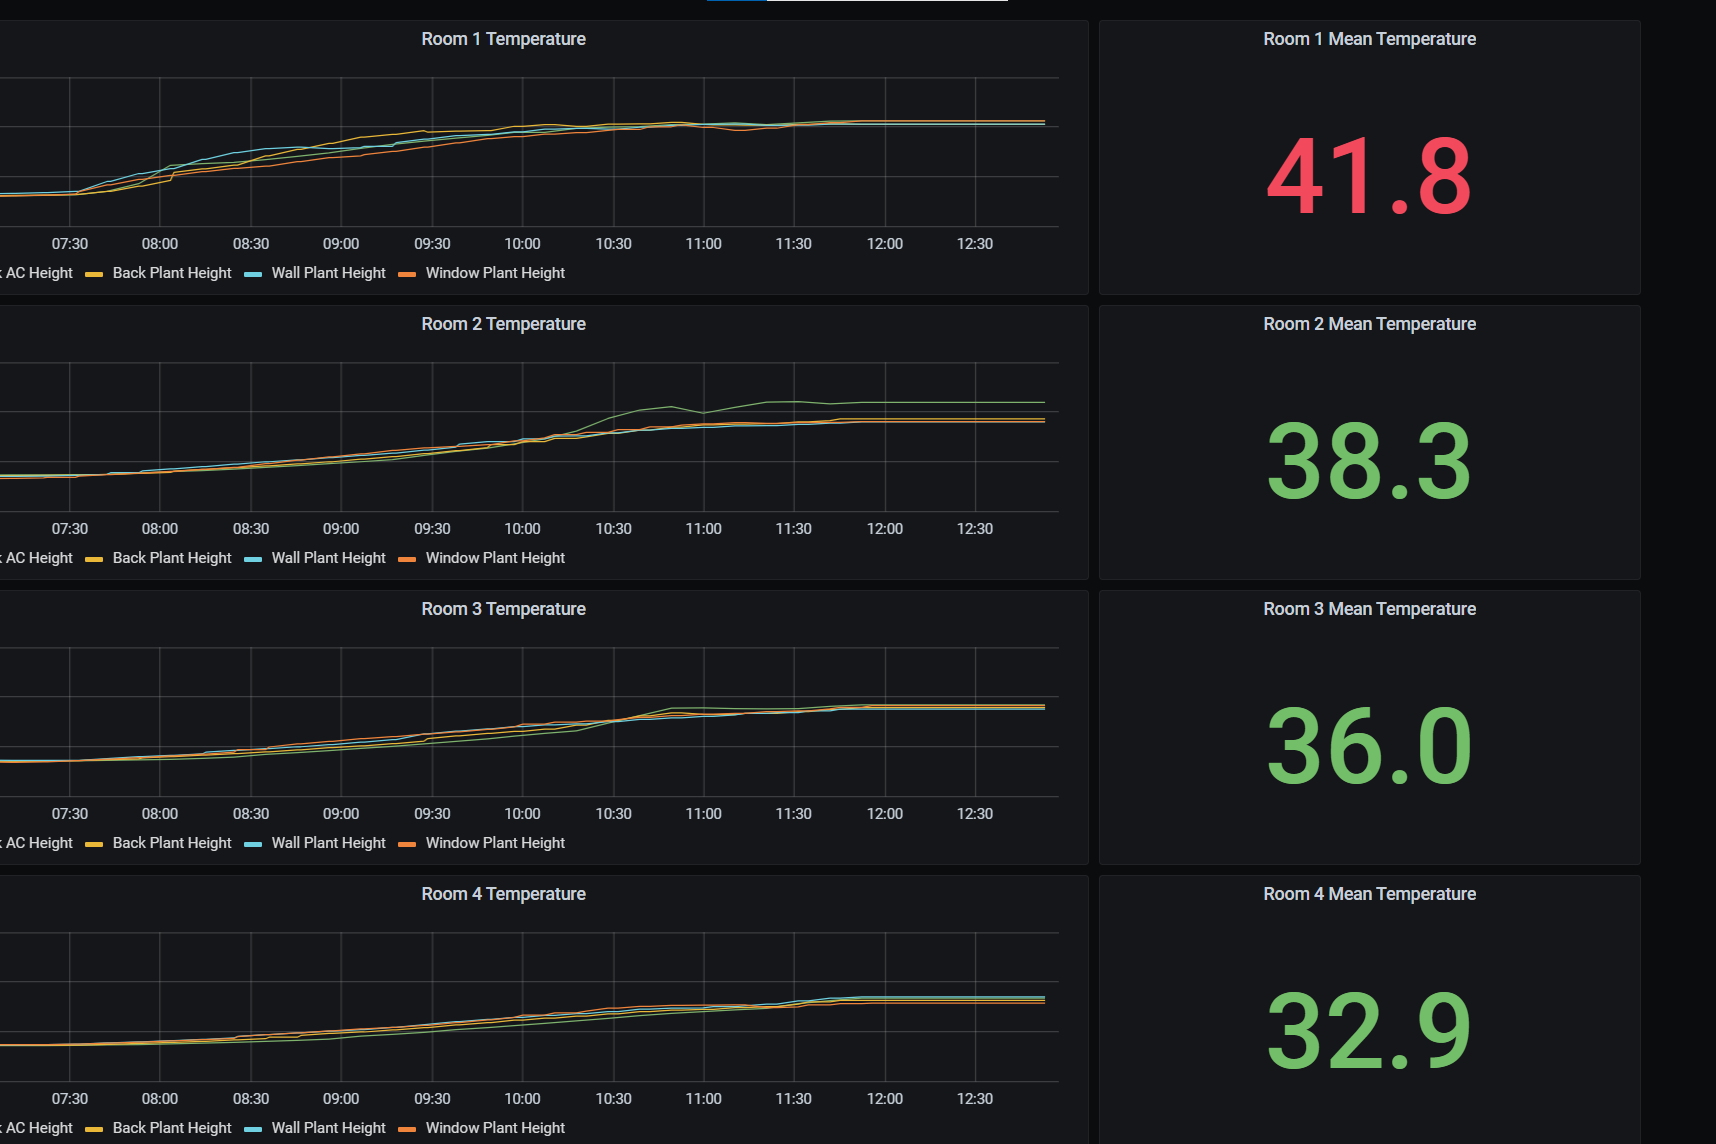 Room 1 Temperature
Room 1 Mean Temperature
41.8
07:30 08:00 08:30 09:00 09:30 10:00 10:30 11:00 11:30 12:00 12:30
AC Height Back Plant Height Wall Plant Height Window Plant Height
Room 2 Temperature
Room 2 Mean Temperature
38.3
07:30 08:00 08:30 09:00 09:30 10:00 10:30 11:00 11:30 12:00 12:30
AC Height Back Plant Height Wall Plant Height Window Plant Height
Room 3 Temperature
Room 3 Mean Temperature
36.0
07:30 08:00 08:30 09:00 09:30 10:00 10:30 11:00 11:30 12:00 12:30
AC Height Back Plant Height Wall Plant Height Window Plant Height
Room 4 Temperature
Room 4 Mean Temperature
32.9
07:30 08:00 08:30 09:00 09:30 10:00 10:30 11:00 11:30 12:00 12:30
AC Height Back Plant Height Wall Plant Height Window Plant Height